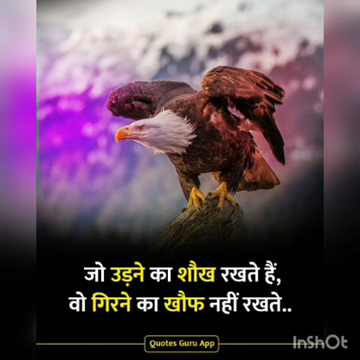 जो उड़ने का शौख रखते हैं,
वो गिरने का खौफ नहीं रखते..
Quotes Guru App
InShOt